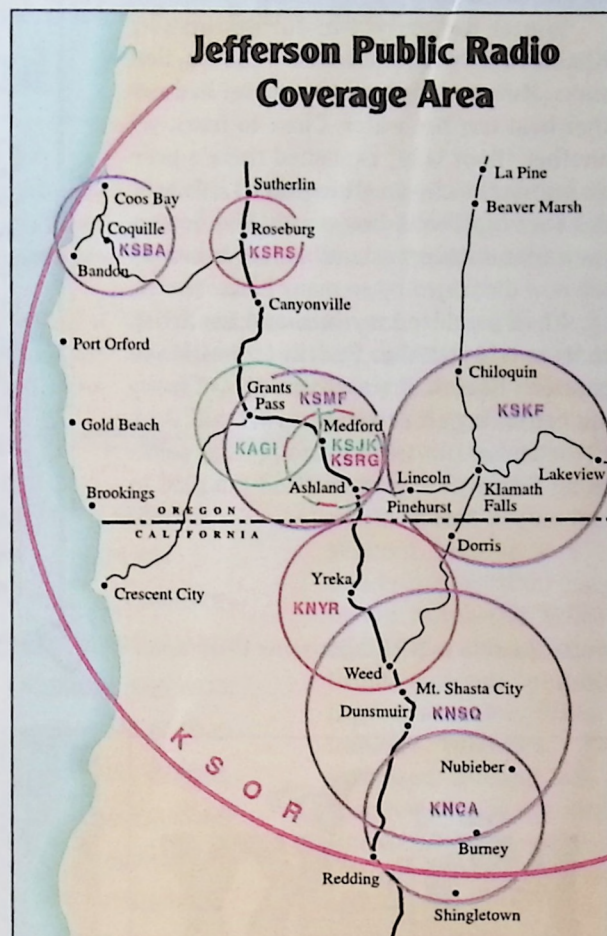 Jefferson Public Radio
Coverage Area
La Pine
Sutherlin
Coos Bay
Beaver Marsh
Coquille
Roseburg
KSBA
KSRS
Bandon
Canyonville
Port Orford
Chiloquin
Grants
Pass
KSMF
KSKF
Gold Beach
Medford
KAGI
KSJK
KSRG
Lakeview
Lincoln
Ashland
Pinehurst
Klamath
Falls
Brookings
OREGON
CALIFORNIA
Dorris
Yreka
Crescent City
KNYR
Weed
Mt. Shasta City
Dunsmuir
KNSQ
KSOR
Nubieber
KNCA
Burney
Redding
Shingletown